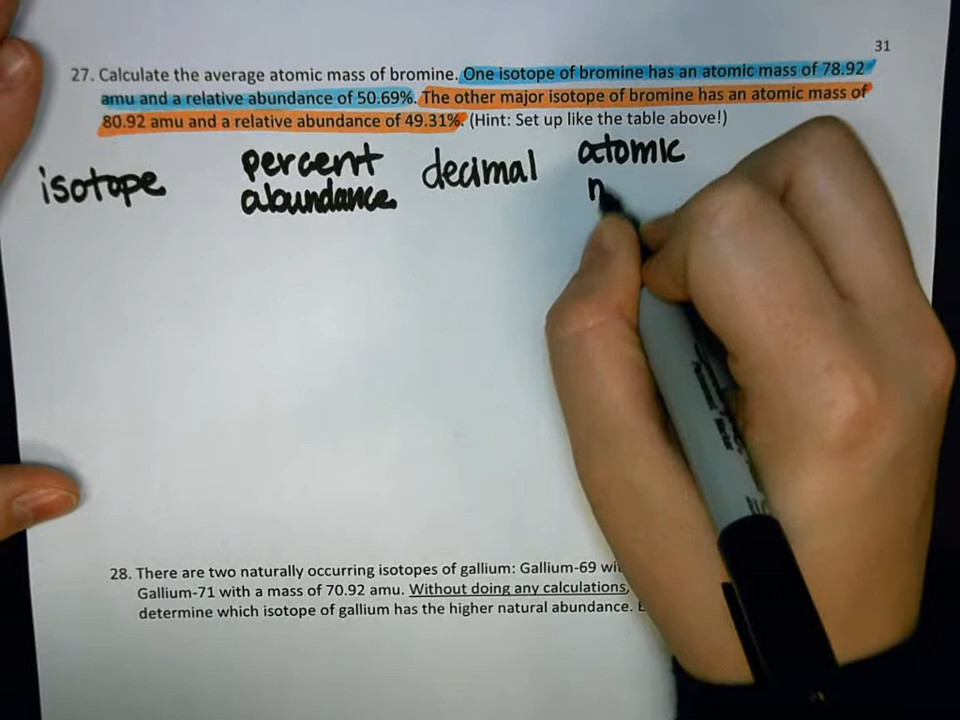 31
27. Calculate the average atomic mass of bromine. One isotope of bromine has an atomic mass of 78.92
amu and a relative abundance of 50.69%. The other major isotope of bromine has an atomic mass of
80.92 amu and a relative abundance of 49.31%. (Hint: Set up like the table above!)
isotope percent abundance decimal atomic
28. There are two naturally occurring isotopes of gallium: Gallium-69
Gallium-71 with a mass of 70.92 amu. Without doing any calculations,
determine which isotope of gallium has the higher natural abundance.